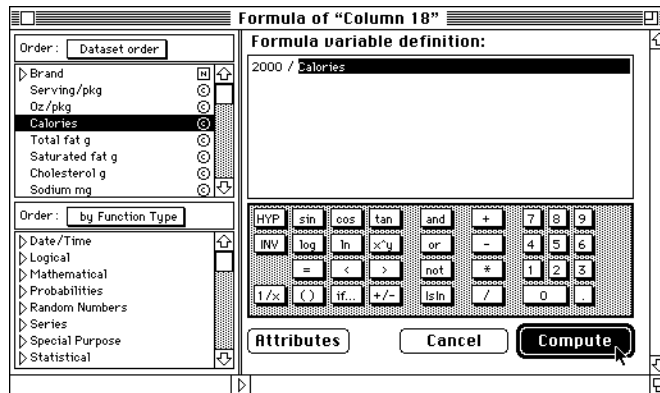 Formula of “Column 18”
Order: Dataset order
Brand N
Serving/pkg C
Oz/pkg C
Calories C
Total fat g C
Saturated fat g C
Cholesterol g C
Sodium mg C
Order: by Function Type
Date/Time
Logical
Mathematical
Probabilities
Random Numbers
Series
Special Purpose
Statistical
Formula variable definition:
2000 / Calories
HYP sin cos tan and + 7 8 9
INV log ln x^y or - 4 5 6
= < > not * 1 2 3
1/x () if... +/- IsIn / 0 .
Attributes Cancel Compute